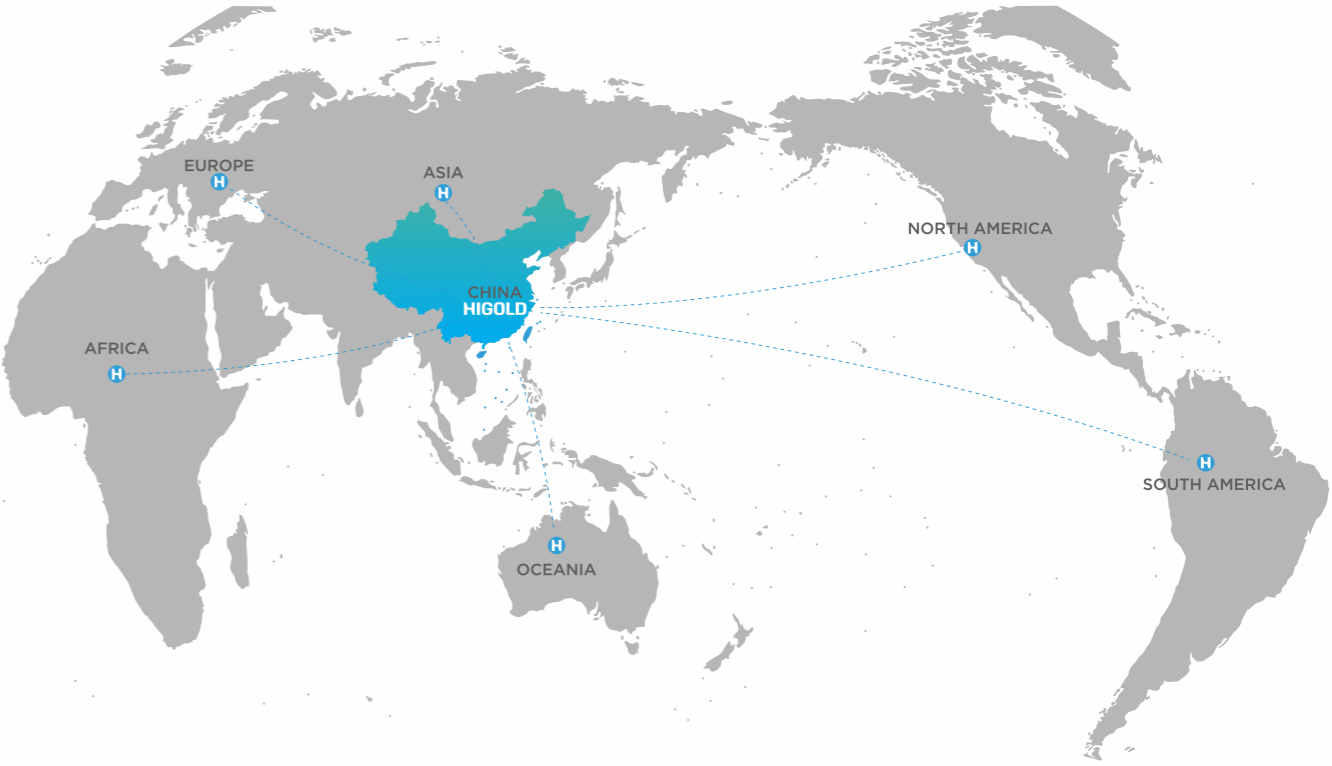 EUROPE
H
ASIA
H
NORTH AMERICA
H
CHINA
HIGOLD
AFRICA
H
H
SOUTH AMERICA
H
OCEANIA